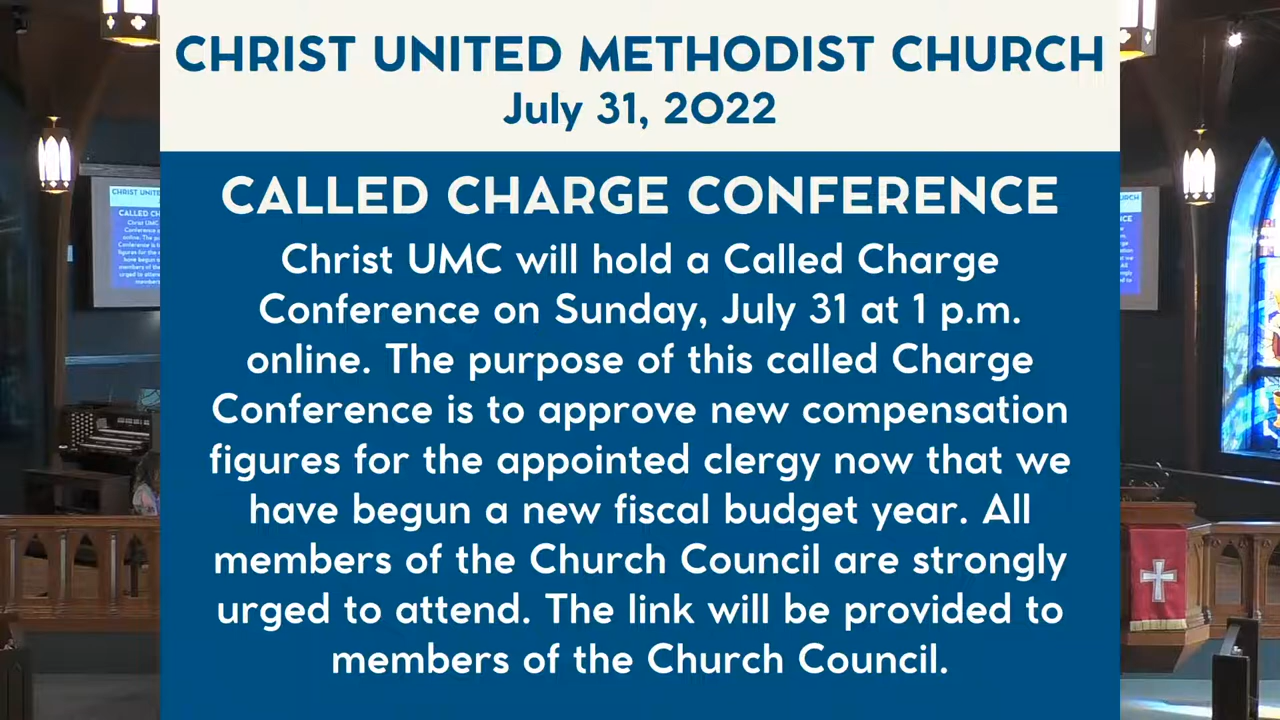 CHRIST UNITED METHODIST CHURCH
July 31, 2022
CALLED CHARGE CONFERENCE
Christ UMC will hold a Called Charge
Conference on Sunday, July 31 at 1 p.m.
online. The purpose of this called Charge
Conference is to approve new compensation
figures for the appointed clergy now that we
have begun a new fiscal budget year. All
members of the Church Council are strongly
urged to attend. The link will be provided to
members of the Church Council.